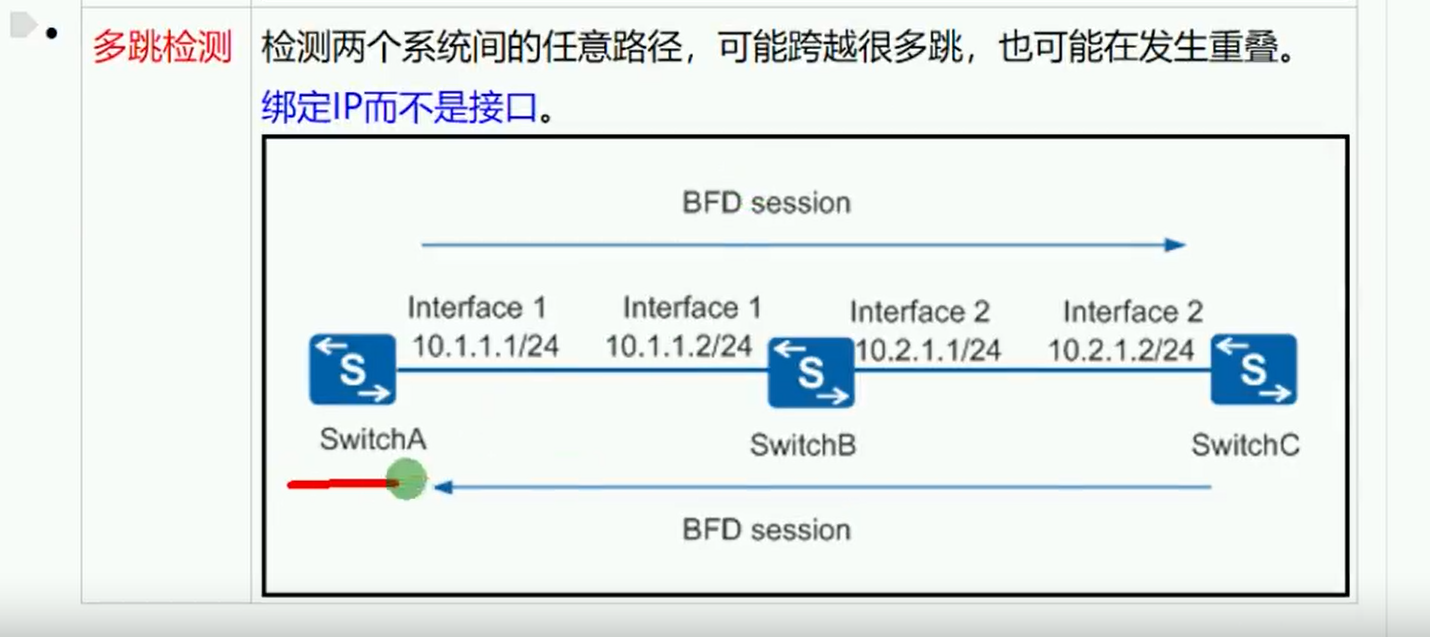 多跳检测
检测两个系统间的任意路径，可能跨越很多跳，也可能在发生重叠。
绑定IP而不是接口。
BFD session
Interface 1
Interface 1
Interface 2
Interface 2
10.1.1.1/24
10.1.1.2/24
10.2.1.1/24
10.2.1.2/24
S
S
S
SwitchA
SwitchB
SwitchC
BFD session